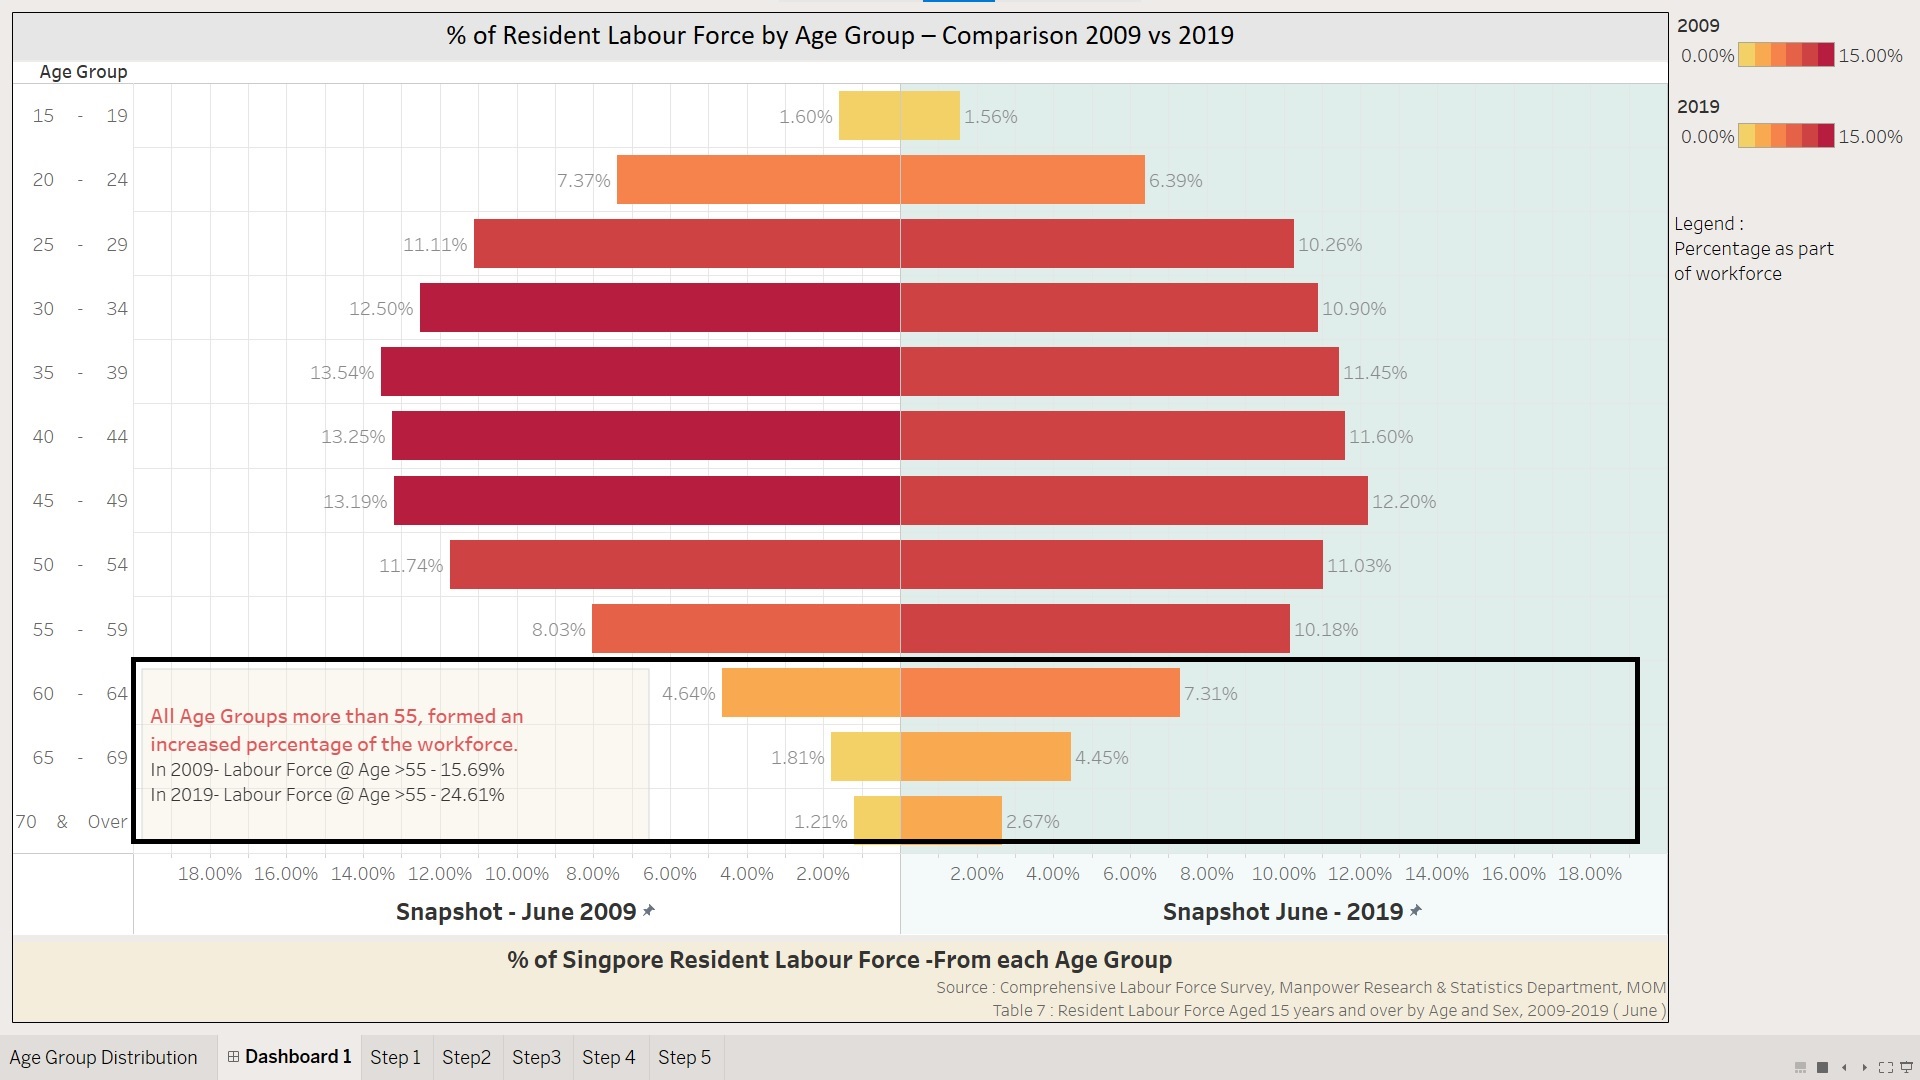 % of Resident Labour Force by Age Group – Comparison 2009 vs 2019
Age Group
15 - 19 1.60% 1.56%
20 - 24 7.37% 6.39%
25 - 29 11.11% 10.26%
30 - 34 12.50% 10.90%
35 - 39 13.54% 11.45%
40 - 44 13.25% 11.60%
45 - 49 13.19% 12.20%
50 - 54 11.74% 11.03%
55 - 59 8.03% 10.18%
60 - 64 4.64% 7.31%
65 - 69 1.81% 4.45%
70 & Over 1.21% 2.67%
All Age Groups more than 55, formed an
increased percentage of the workforce.
In 2009- Labour Force @ Age >55 - 15.69%
In 2019- Labour Force @ Age >55 - 24.61%
18.00% 16.00% 14.00% 12.00% 10.00% 8.00% 6.00% 4.00% 2.00% 2.00% 4.00% 6.00% 8.00% 10.00% 12.00% 14.00% 16.00% 18.00%
Snapshot - June 2009 Snapshot June - 2019
% of Singpore Resident Labour Force -From each Age Group
Source : Comprehensive Labour Force Survey, Manpower Research & Statistics Department, MOM
Table 7 : Resident Labour Force Aged 15 years and over by Age and Sex, 2009-2019 ( June )
2009
0.00% 15.00%
2019
0.00% 15.00%
Legend :
Percentage as part
of workforce
Age Group Distribution Dashboard 1 Step 1 Step2 Step3 Step 4 Step 5